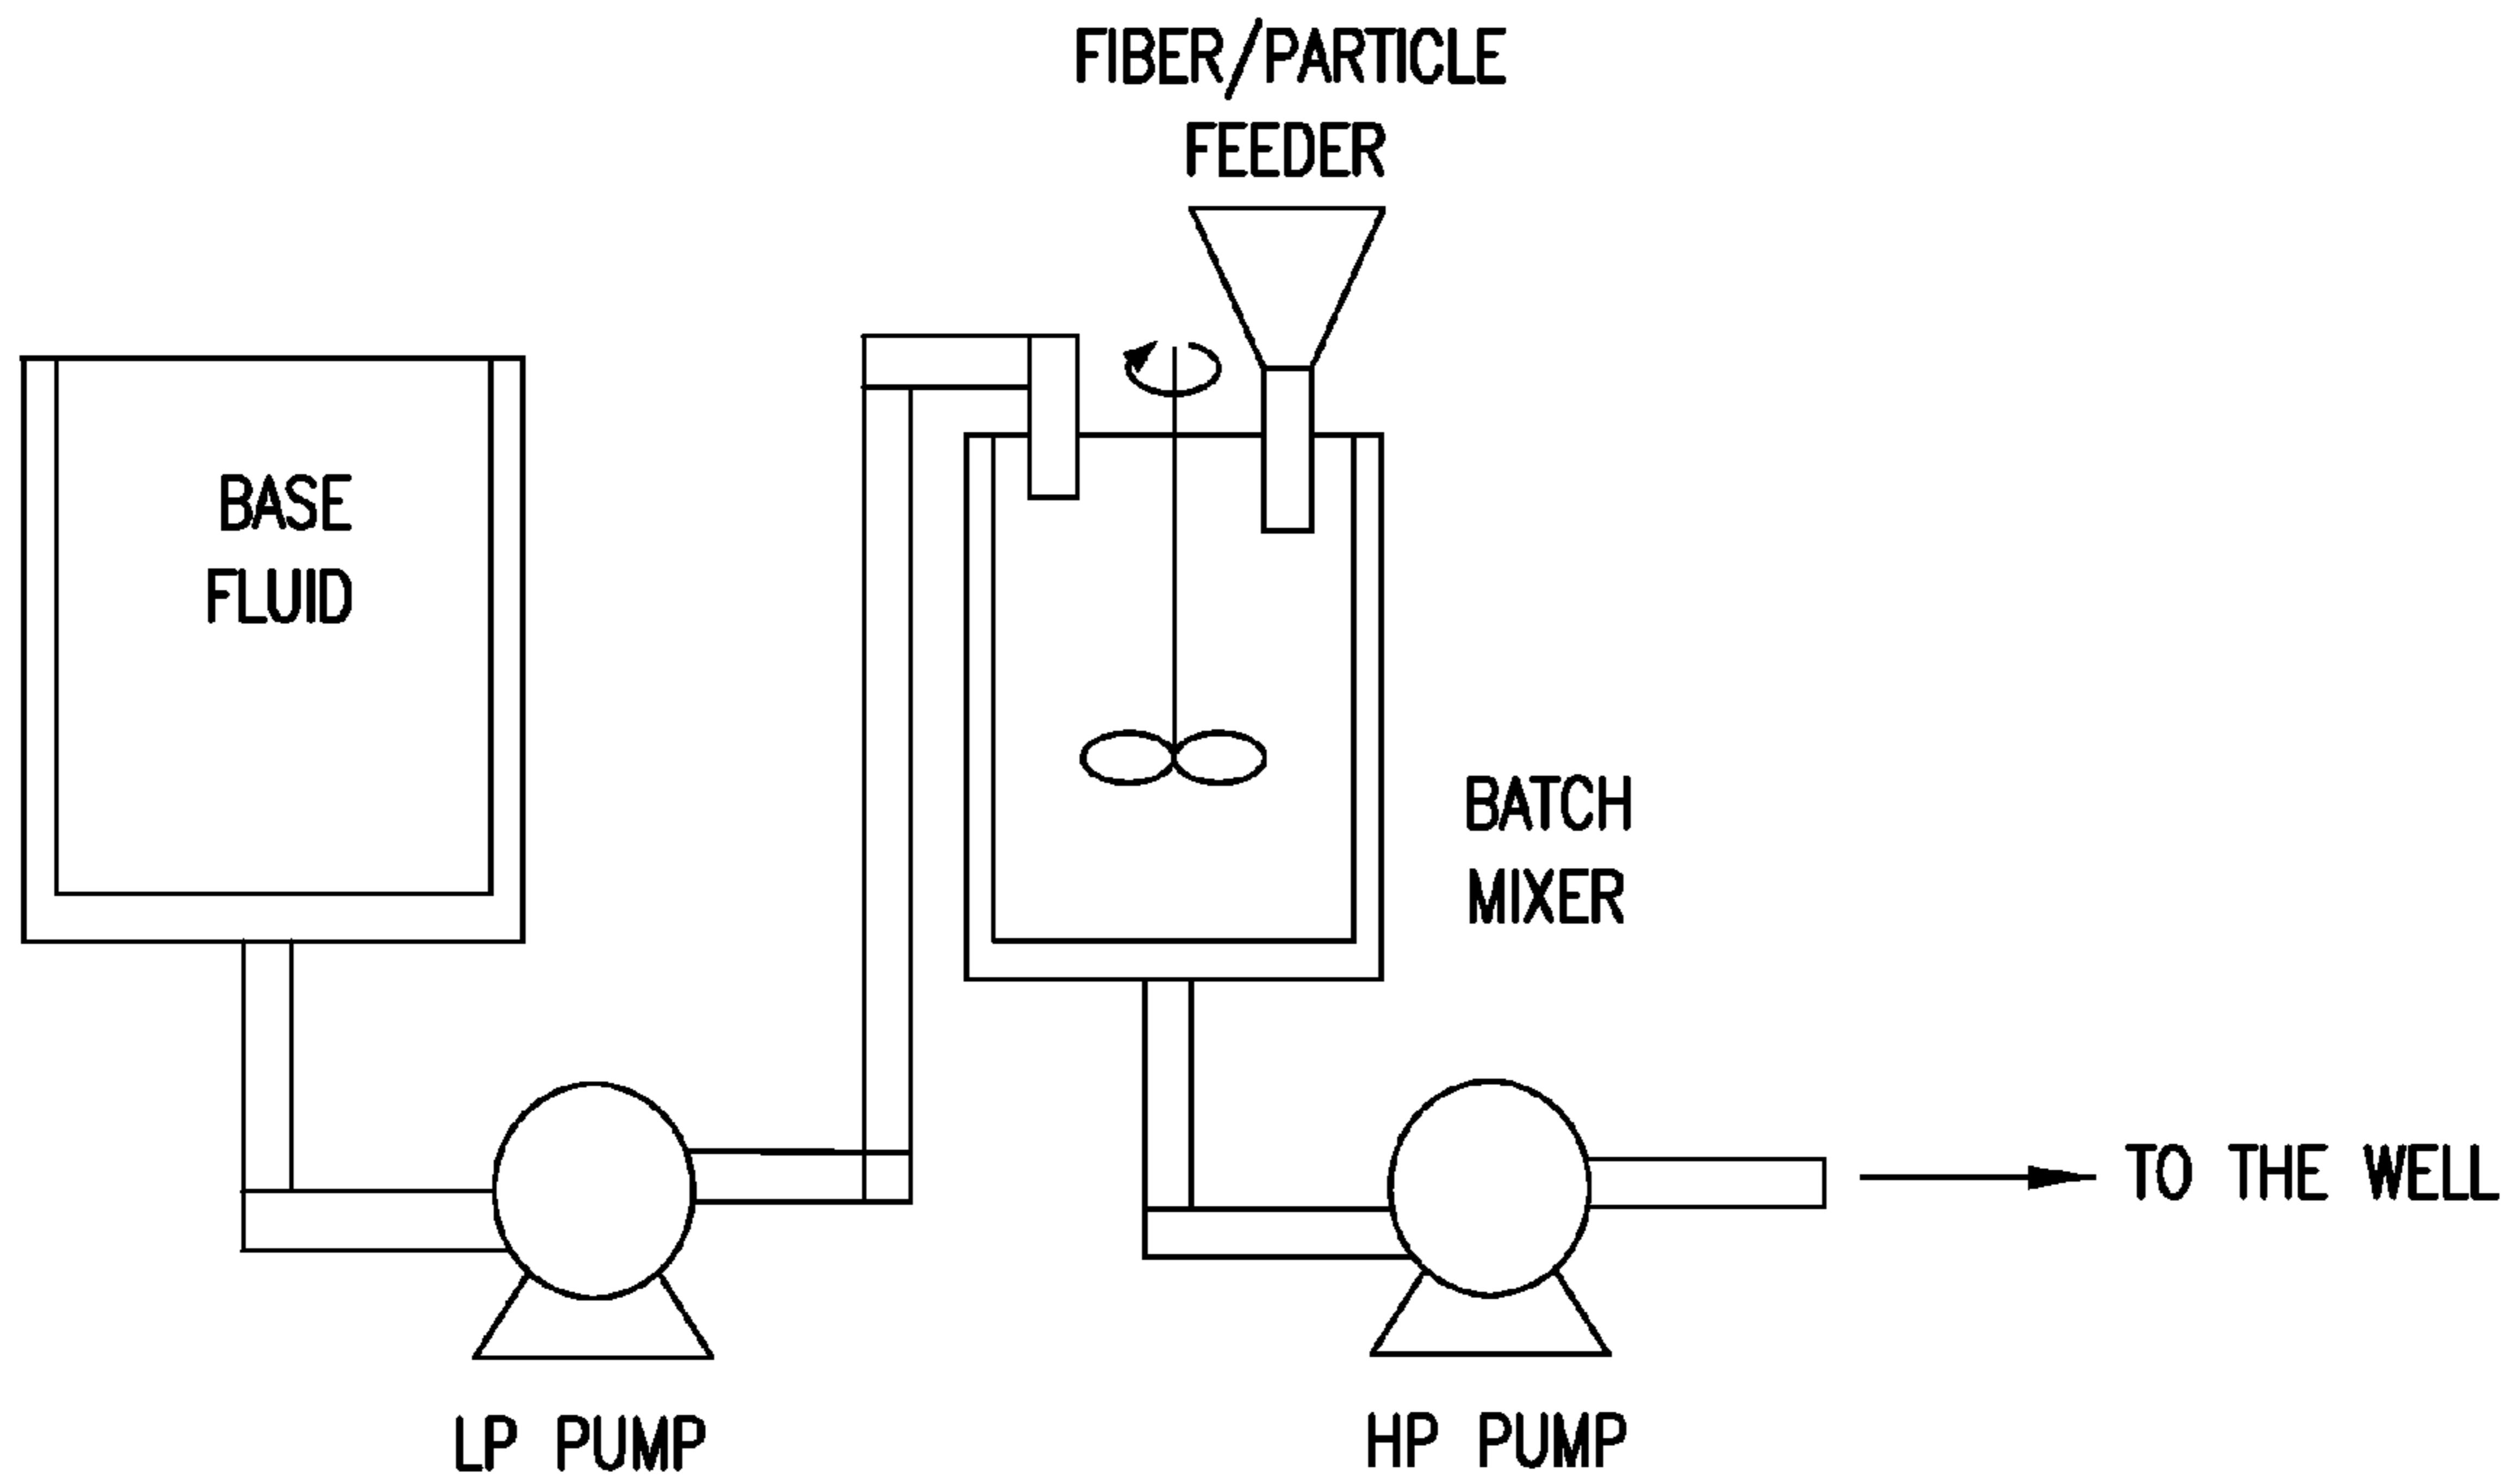 FIBER/PARTICLE
FEEDER
BASE
FLUID
BATCH
MIXER
TO THE WELL
LP PUMP
HP PUMP